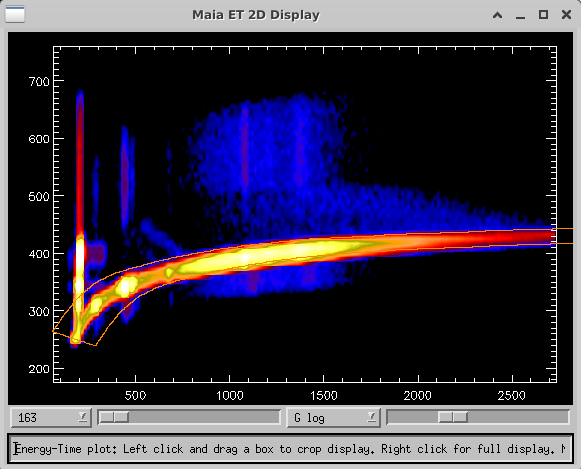 Maia ET 2D Display
700
600
500
400
300
200
500 1000 1500 2000 2500
163 G log
Energy-Time plot: Left click and drag a box to crop display. Right click for full display.